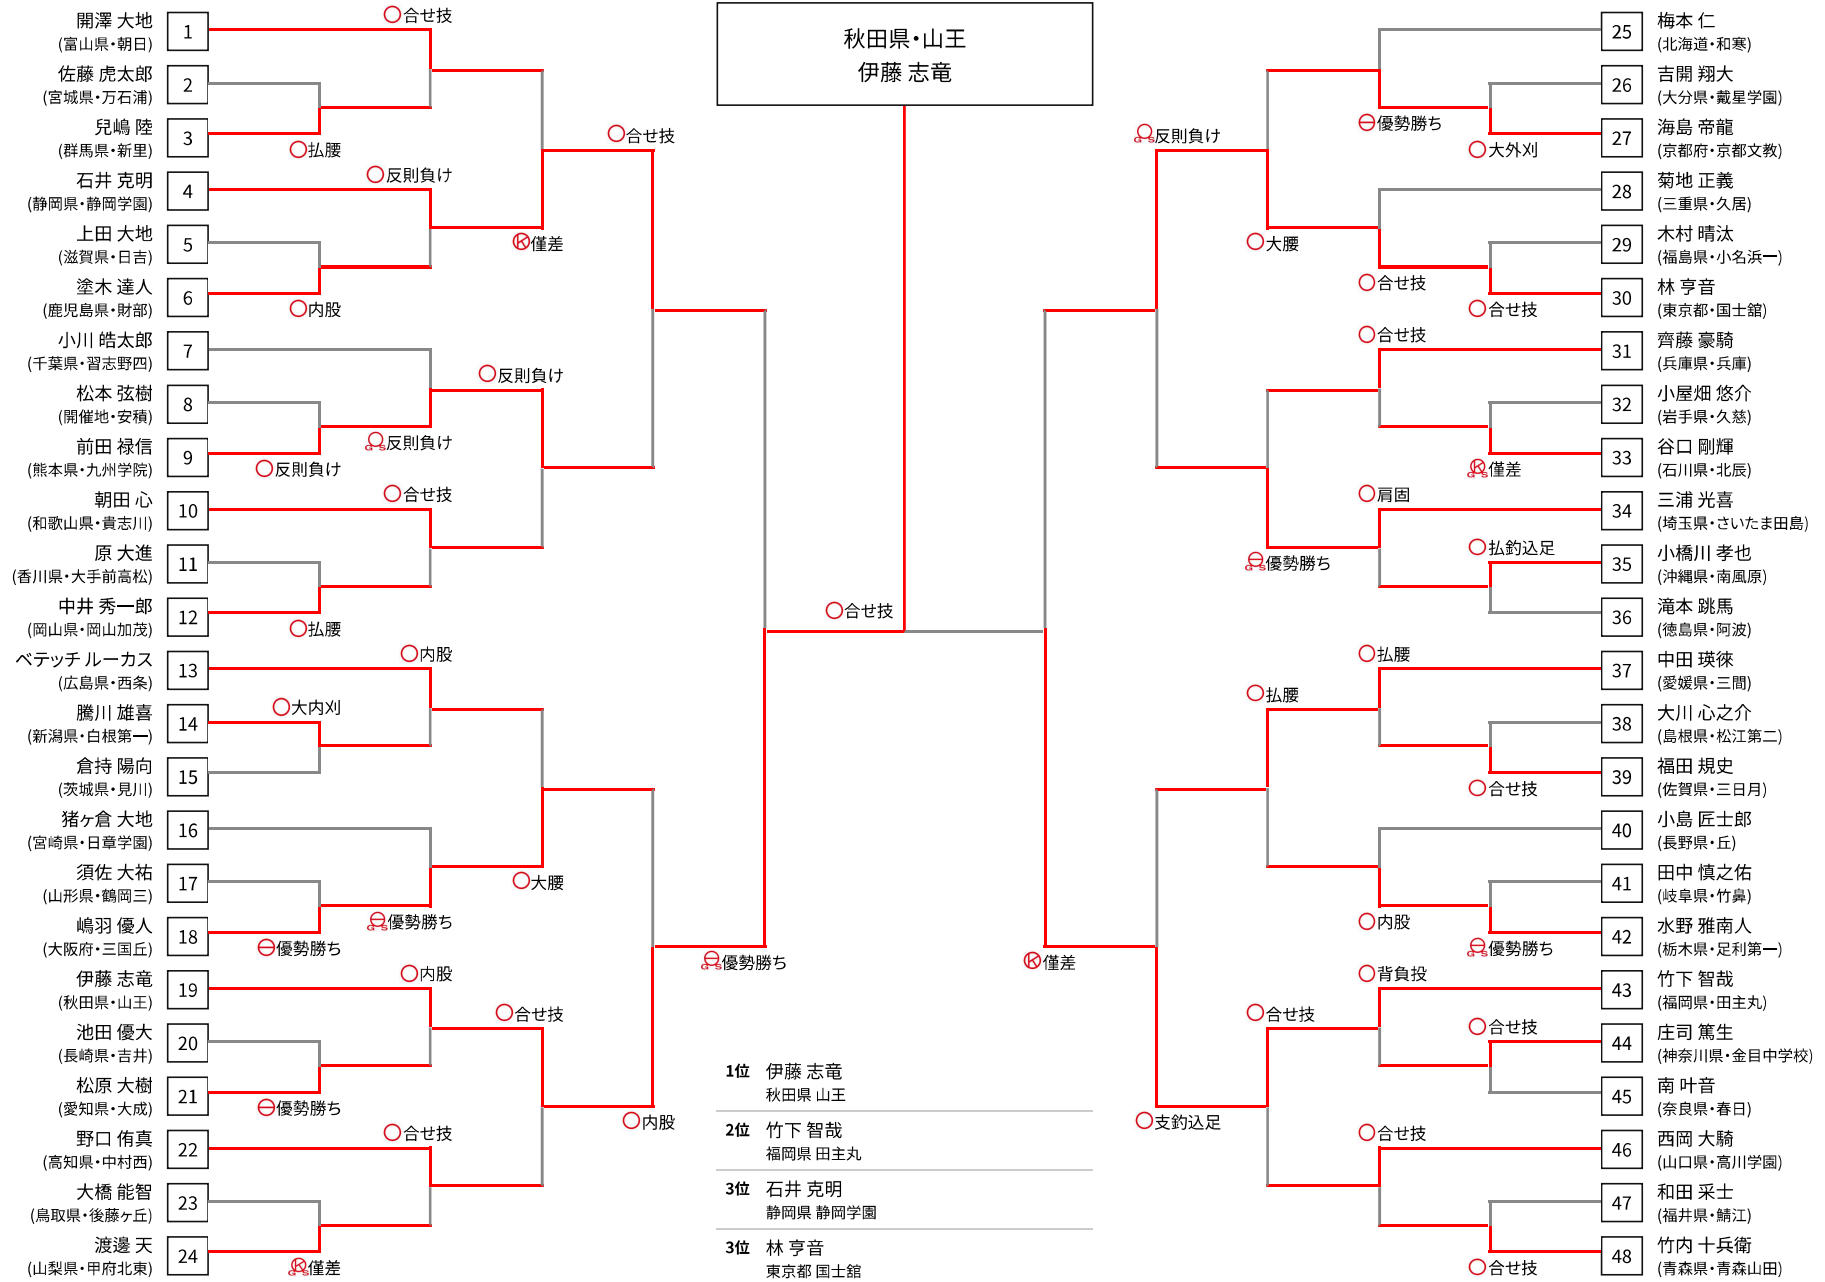 秋田県・山王
伊藤 志竜
開澤 大地
(富山県・朝日)
1
佐藤 虎太郎
(宮城県・万石浦)
2
兒嶋 陸
(群馬県・新里)
3
石井 克明
(静岡県・静岡学園)
4
上田 大地
(滋賀県・日吉)
5
塗木 達人
(鹿児島県・財部)
6
小川 皓太郎
(千葉県・習志野四)
7
松本 弦樹
(開催地・安積)
8
前田 禄信
(熊本県・九州学院)
9
朝田 心
(和歌山県・貴志川)
10
原 大進
(香川県・大手前高松)
11
中井 秀一郎
(岡山県・岡山加茂)
12
ベテッチ ルーカス
(広島県・西条)
13
騰川 雄喜
(新潟県・白根第一)
14
倉持 陽向
(茨城県・見川)
15
猪ヶ倉 大地
(宮崎県・日章学園)
16
須佐 大祐
(山形県・鶴岡三)
17
嶋羽 優人
(大阪府・三国丘)
18
伊藤 志竜
(秋田県・山王)
19
池田 優大
(長崎県・吉井)
20
松原 大樹
(愛知県・大成)
21
野口 侑真
(高知県・中村西)
22
大橋 能智
(鳥取県・後藤ヶ丘)
23
渡邊 天
(山梨県・甲府北東)
24
合せ技
払腰
反則負け
内股
反則負け
反則負け
合せ技
払腰
内股
大内刈
GS優勢勝ち
優勢勝ち
内股
優勢勝ち
合せ技
GS僅差
合せ技
僅差
反則負け
大腰
合せ技
内股
GS優勢勝ち
合せ技
GS反則負け
大腰
GS優勢勝ち
払腰
合せ技
支釣込足
僅差
優勢勝ち
大外刈
合せ技
合せ技
合せ技
GS僅差
肩固
払釣込足
払腰
合せ技
内股
GS優勢勝ち
背負投
合せ技
合せ技
合せ技
25
梅本 仁
(北海道・和寒)
26
吉開 翔大
(大分県・戴星学園)
27
海島 帝龍
(京都府・京都文教)
28
菊地 正義
(三重県・久居)
29
木村 晴汰
(福島県・小名浜一)
30
林 亨音
(東京都・国士舘)
31
齊藤 豪騎
(兵庫県・兵庫)
32
小屋畑 悠介
(岩手県・久慈)
33
谷口 剛輝
(石川県・北辰)
34
三浦 光喜
(埼玉県・さいたま田島)
35
小橋川 孝也
(沖縄県・南風原)
36
滝本 跳馬
(徳島県・阿波)
37
中田 瑛徠
(愛媛県・三間)
38
大川 心之介
(島根県・松江第二)
39
福田 規史
(佐賀県・三日月)
40
小島 匠士郎
(長野県・丘)
41
田中 慎之佑
(岐阜県・竹鼻)
42
水野 雅南人
(栃木県・足利第一)
43
竹下 智哉
(福岡県・田主丸)
44
庄司 篤生
(神奈川県・金目中学校)
45
南 叶音
(奈良県・春日)
46
西岡 大騎
(山口県・高川学園)
47
和田 采士
(福井県・鯖江)
48
竹内 十兵衛
(青森県・青森山田)
1位 伊藤 志竜
秋田県 山王
2位 竹下 智哉
福岡県 田主丸
3位 石井 克明
静岡県 静岡学園
3位 林 亨音
東京都 国士舘